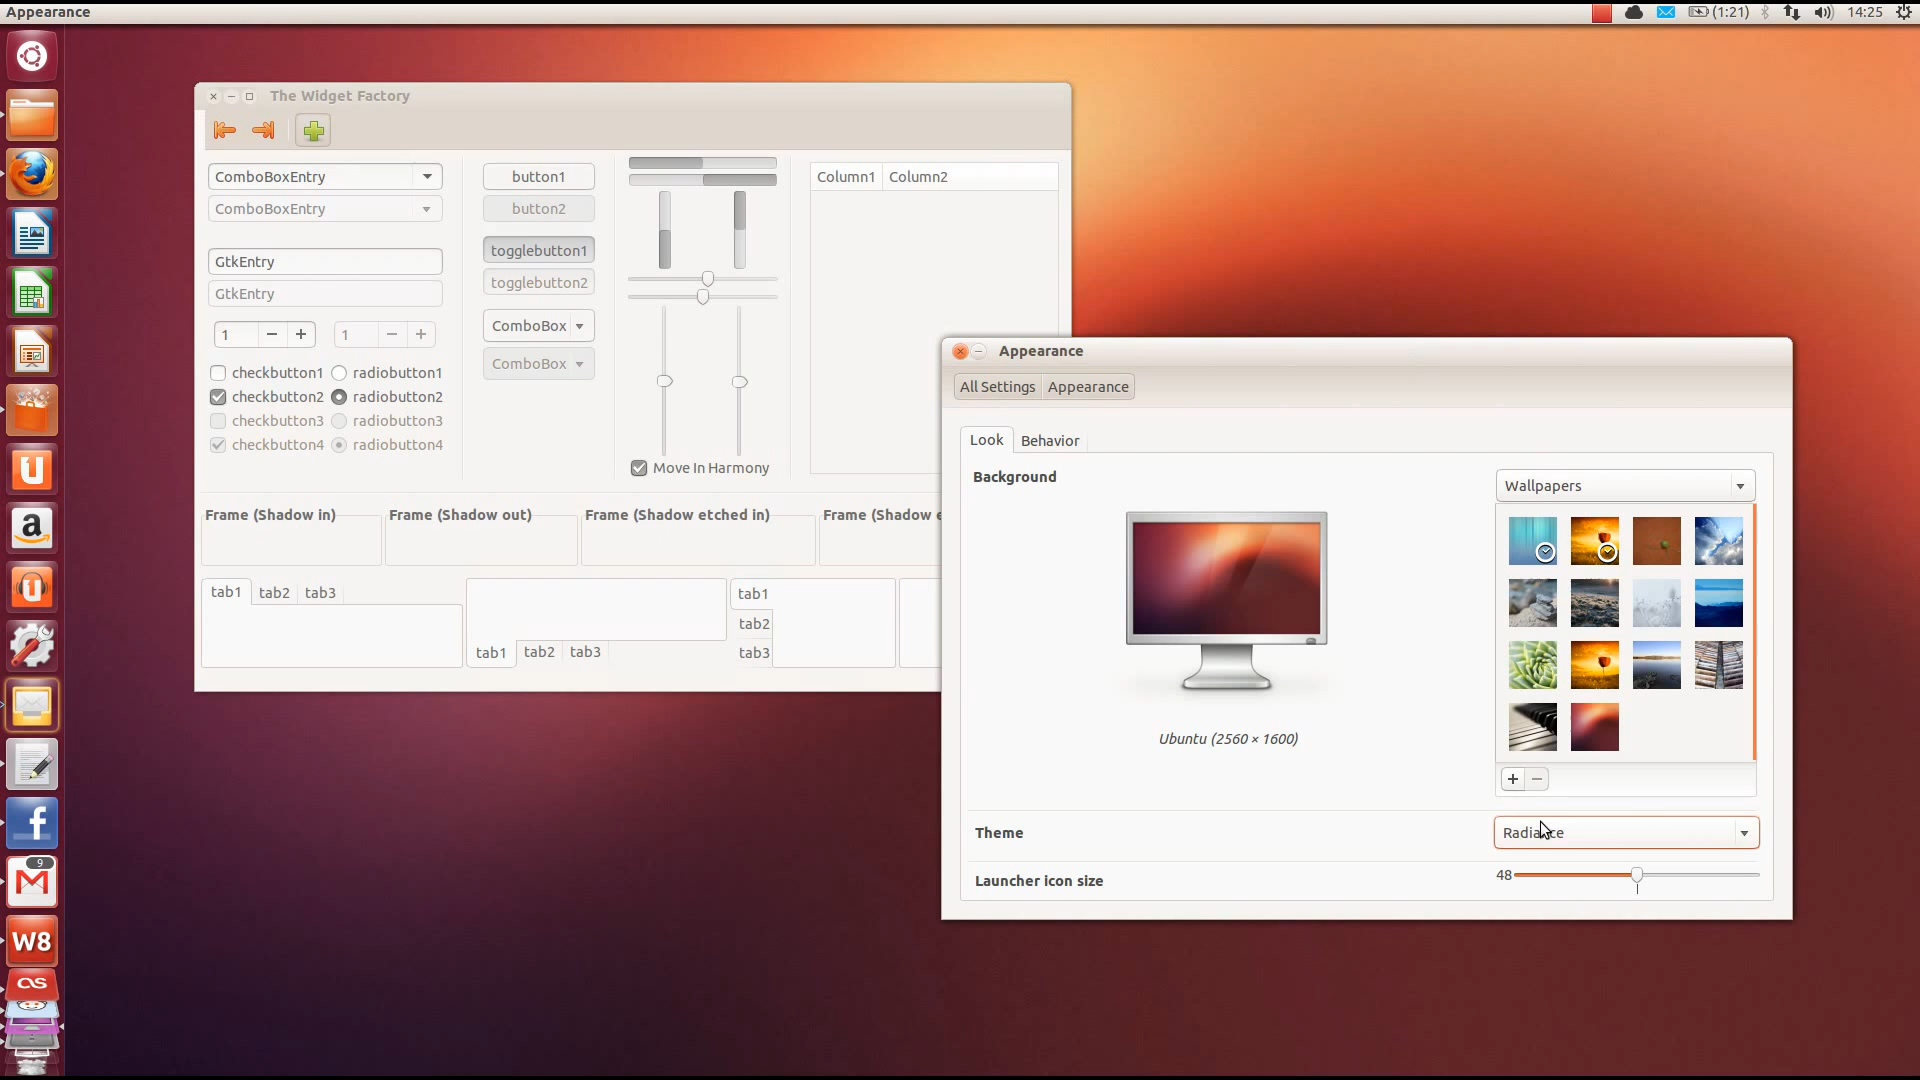 Appearance
(1:21)
14:25
The Widget Factory
ComboBoxEntry
ComboBoxEntry
GtkEntry
GtkEntry
1
1
checkbutton1
radiobutton1
checkbutton2
radiobutton2
checkbutton3
radiobutton3
checkbutton4
radiobutton4
button1
button2
togglebutton1
togglebutton2
ComboBox
ComboBox
Move In Harmony
Column1 Column2
Frame (Shadow in)
Frame (Shadow out)
Frame (Shadow etched in)
Frame (Shadow e
tab1 tab2 tab3
tab1 tab2 tab3
tab1
tab2
tab3
Appearance
All Settings Appearance
Look Behavior
Background
Wallpapers
Ubuntu (2560 × 1600)
Theme
Radiance
Launcher icon size
48
a
f
9
W8